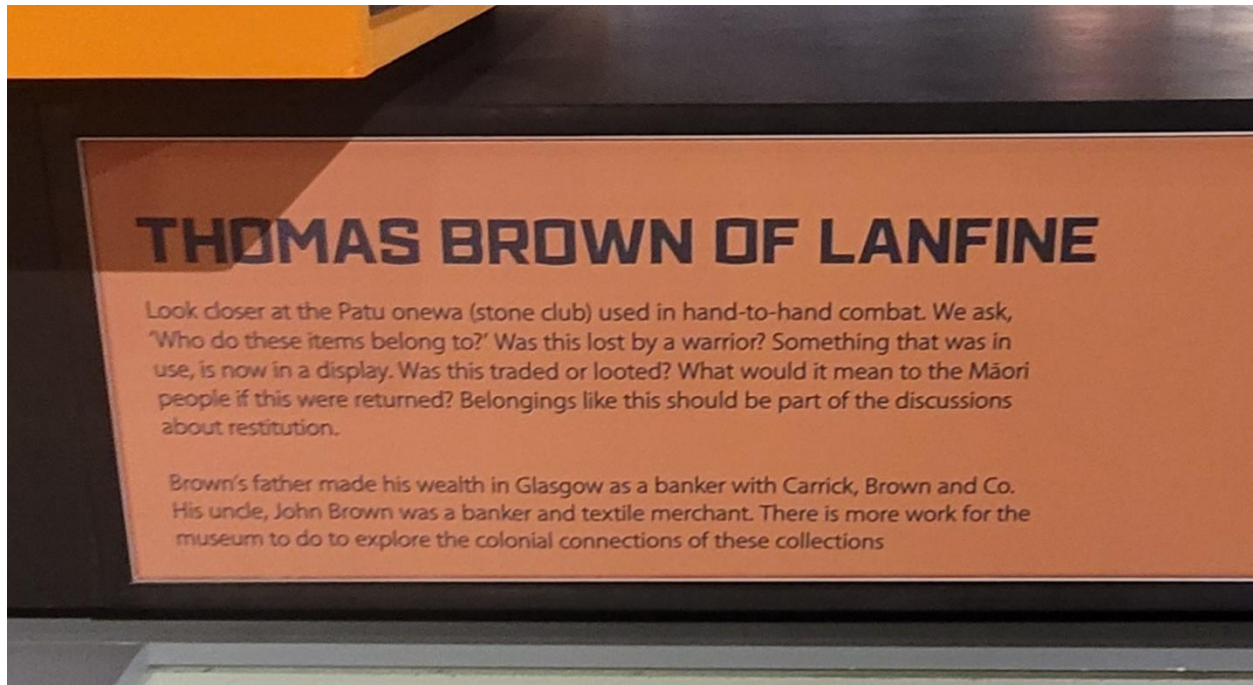 THOMAS BROWN OF LANFINE
Look closer at the Patu onewa (stone club) used in hand-to-hand combat. We ask,
'Who do these items belong to?' Was this lost by a warrior? Something that was in
use, is now in a display. Was this traded or looted? What would it mean to the Māori
people if this were returned? Belongings like this should be part of the discussions
about restitution.
Brown's father made his wealth in Glasgow as a banker with Carrick, Brown and Co.
His uncle, John Brown was a banker and textile merchant. There is more work for the
museum to do to explore the colonial connections of these collections